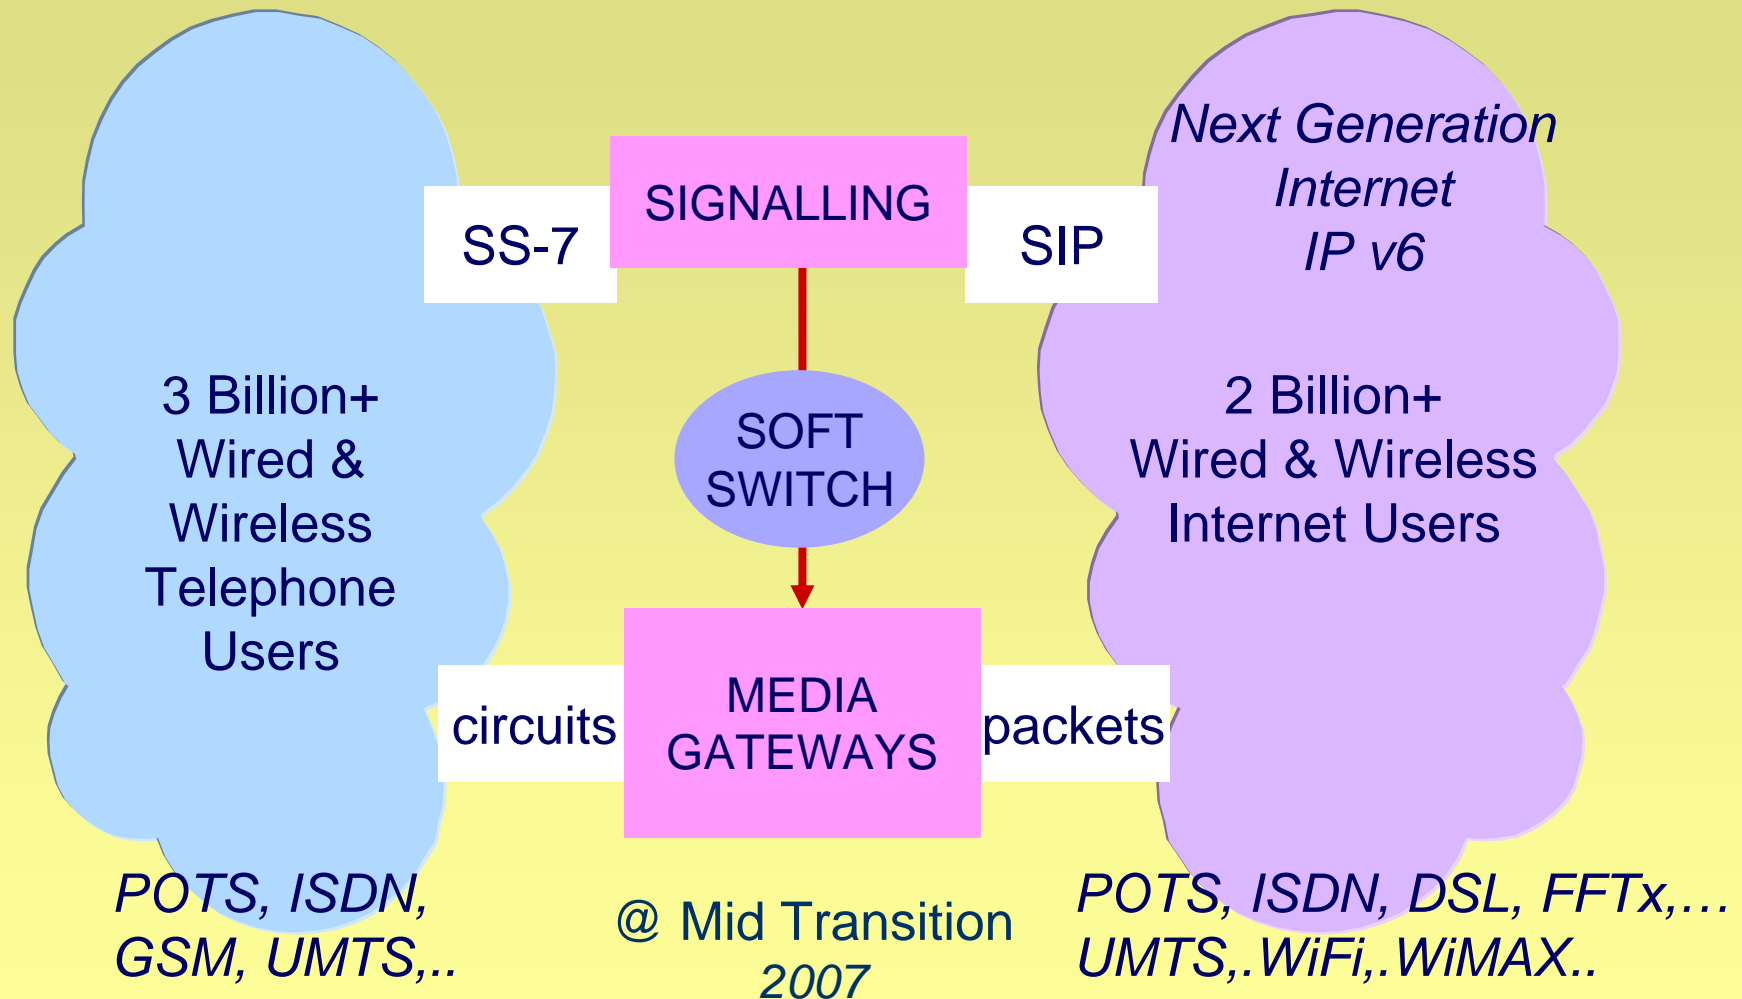 Next Generation
Internet
IP v6
SIGNALLING
SS-7
SIP
3 Billion+
Wired &
Wireless
Telephone
Users
SOFT
SWITCH
2 Billion+
Wired & Wireless
Internet Users
circuits
MEDIA
GATEWAYS
packets
POTS, ISDN,
GSM, UMTS,..
@ Mid Transition
2007
POTS, ISDN, DSL, FFTx,...
UMTS,.WiFi,.WiMAX..